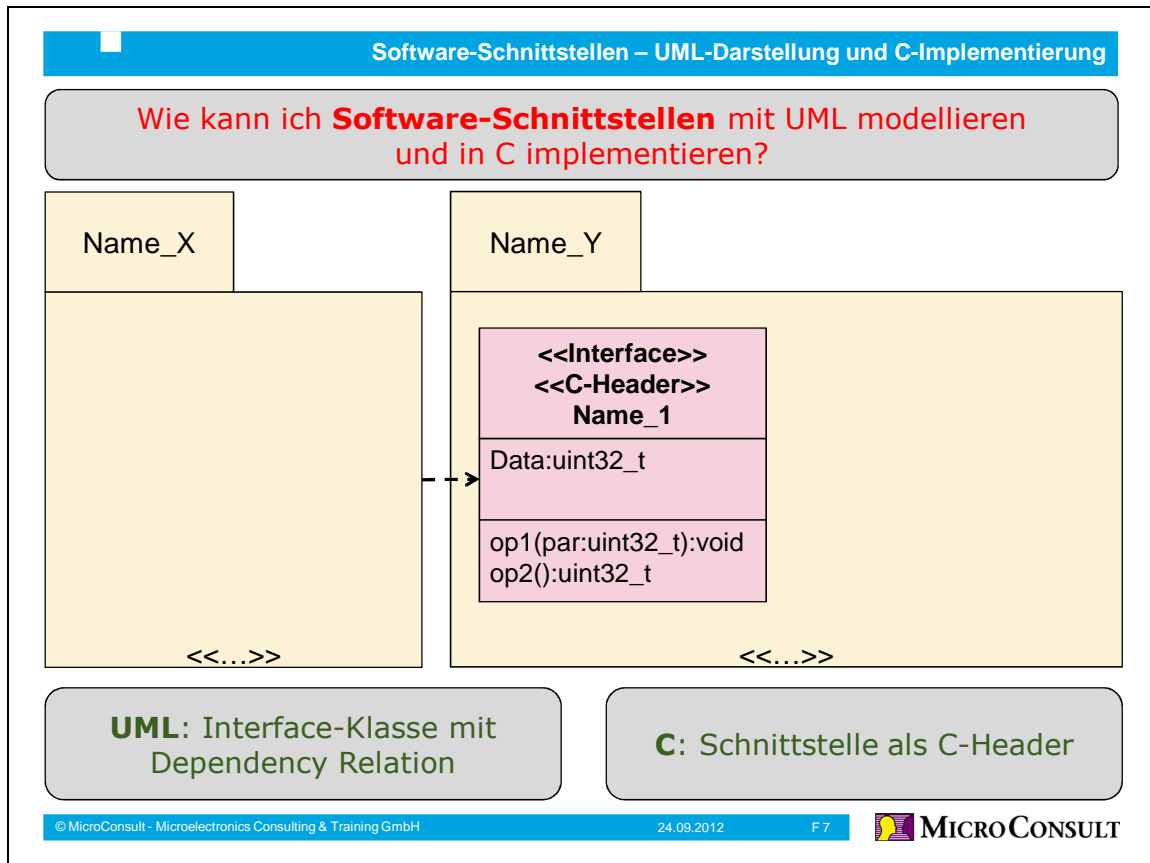 Software-Schnittstellen – UML-Darstellung und C-Implementierung
Wie kann ich Software-Schnittstellen mit UML modellieren
und in C implementieren?
Name_X
Name_Y
<<Interface>>
<<C-Header>>
Name_1
Data:uint32_t
op1(par:uint32_t):void
op2():uint32_t
<<...>>
<<...>>
UML: Interface-Klasse mit
Dependency Relation
C: Schnittstelle als C-Header
© MicroConsult - Microelectronics Consulting & Training GmbH
24.09.2012
F 7
MICROCONSULT